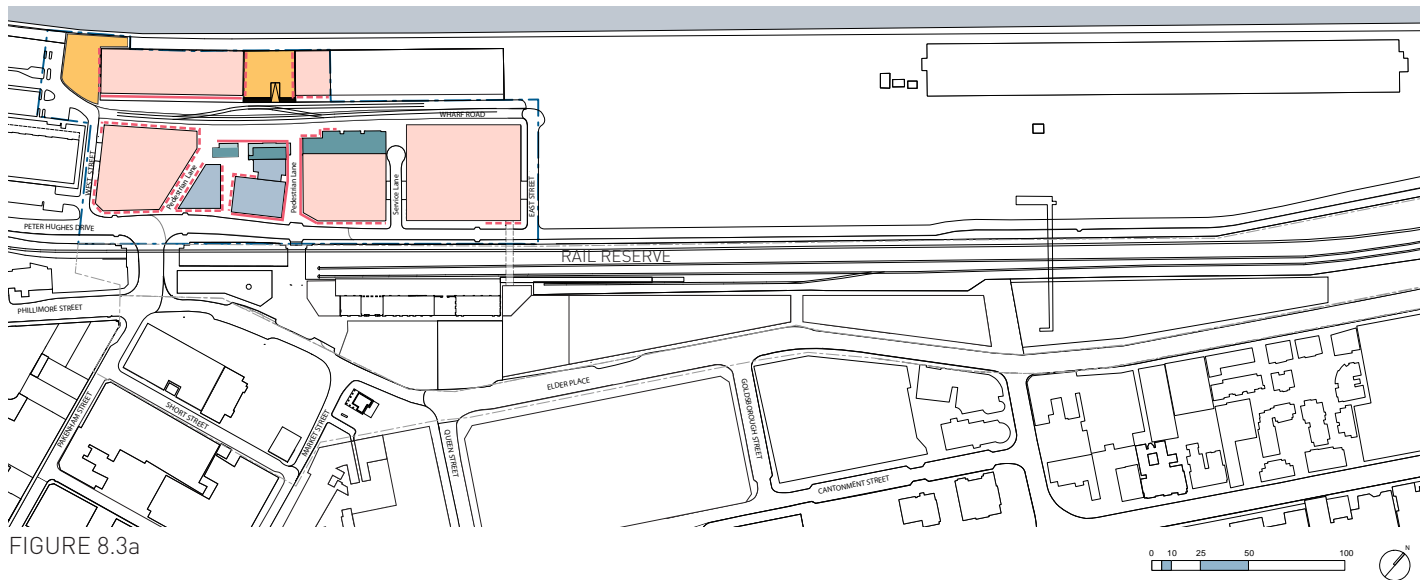 WHARF ROAD
WEST STREET
Pedestrian Lane
Pedestrian Lane
Service Lane
EAST STREET
PETER HUGHES DRIVE
RAIL RESERVE
PHILLIMORE STREET
PAKENHAM STREET
SHORT STREET
MARKET STREET
ELDER PLACE
QUEEN STREET
GOLDSBOROUGH STREET
CANTONMENT STREET
FIGURE 8.3a
0 10 25 50 100
N